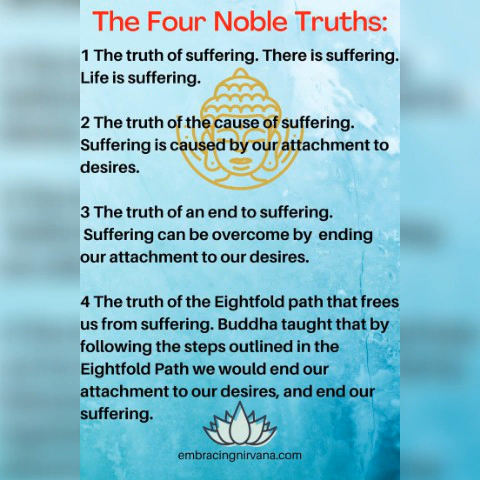 The Four Noble Truths:
1 The truth of suffering. There is suffering.
Life is suffering.
2 The truth of the cause of suffering.
Suffering is caused by our attachment to
desires.
3 The truth of an end to suffering.
Suffering can be overcome by ending
our attachment to our desires.
4 The truth of the Eightfold path that frees
us from suffering. Buddha taught that by
following the steps outlined in the
Eightfold Path we would end our
attachment to our desires, and end our
suffering.
embracingnirvana.com